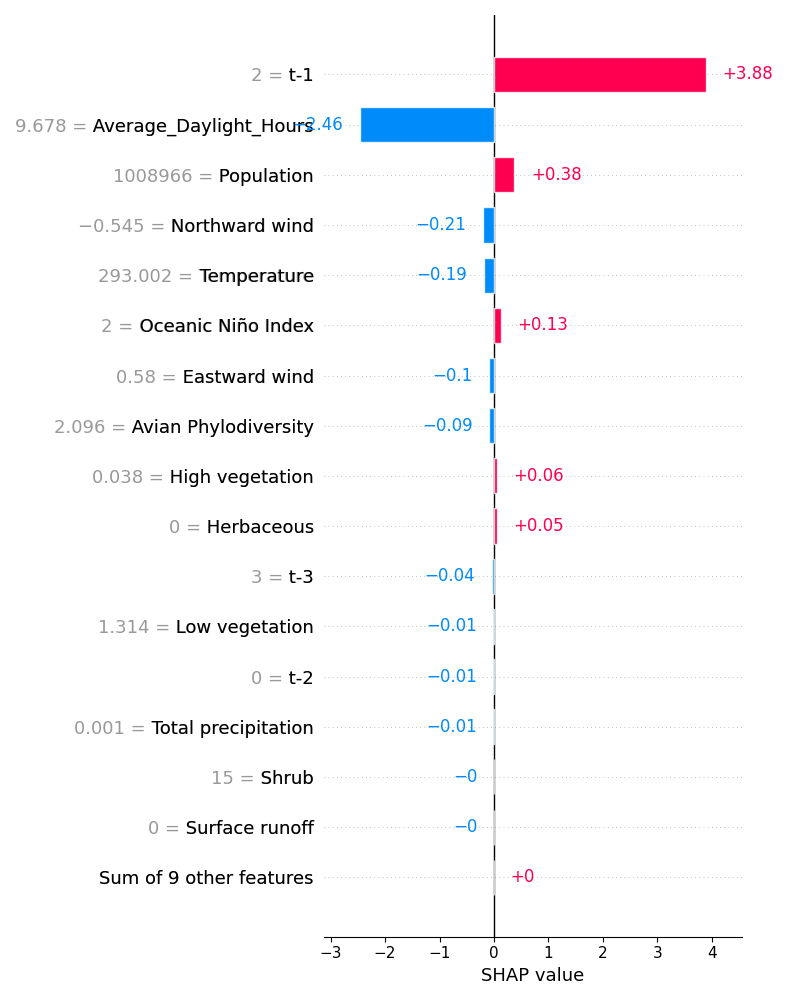 2 = t-1 +3.88
9.678 = Average_Daylight_Hours −2.46
1008966 = Population +0.38
−0.545 = Northward wind −0.21
293.002 = Temperature −0.19
2 = Oceanic Niño Index +0.13
0.58 = Eastward wind −0.1
2.096 = Avian Phylodiversity −0.09
0.038 = High vegetation +0.06
0 = Herbaceous +0.05
3 = t-3 −0.04
1.314 = Low vegetation −0.01
0 = t-2 −0.01
0.001 = Total precipitation −0.01
15 = Shrub −0
0 = Surface runoff −0
Sum of 9 other features +0
−3 −2 −1 0 1 2 3 4
SHAP value